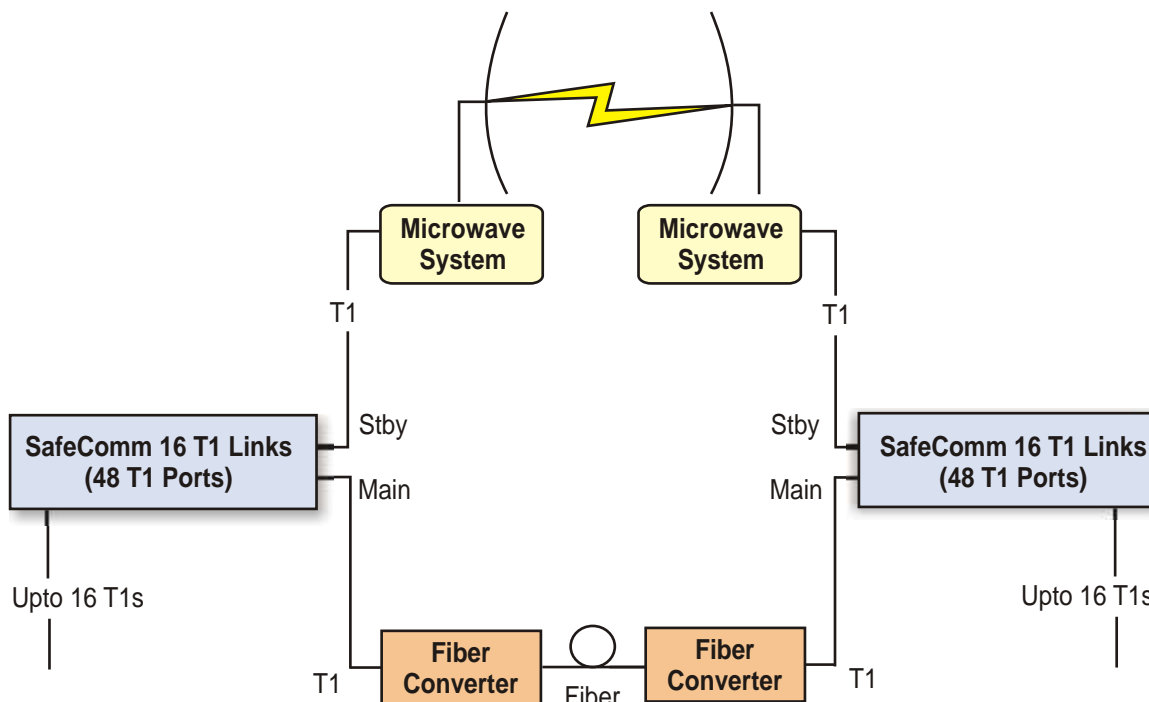 Microwave
System
Microwave
System
T1
T1
Stby
Stby
SafeComm 16 T1 Links
(48 T1 Ports)
SafeComm 16 T1 Links
(48 T1 Ports)
Main
Main
Upto 16 T1s
Upto 16 T1s
Fiber
Converter
Fiber
Converter
T1
T1
Fiber